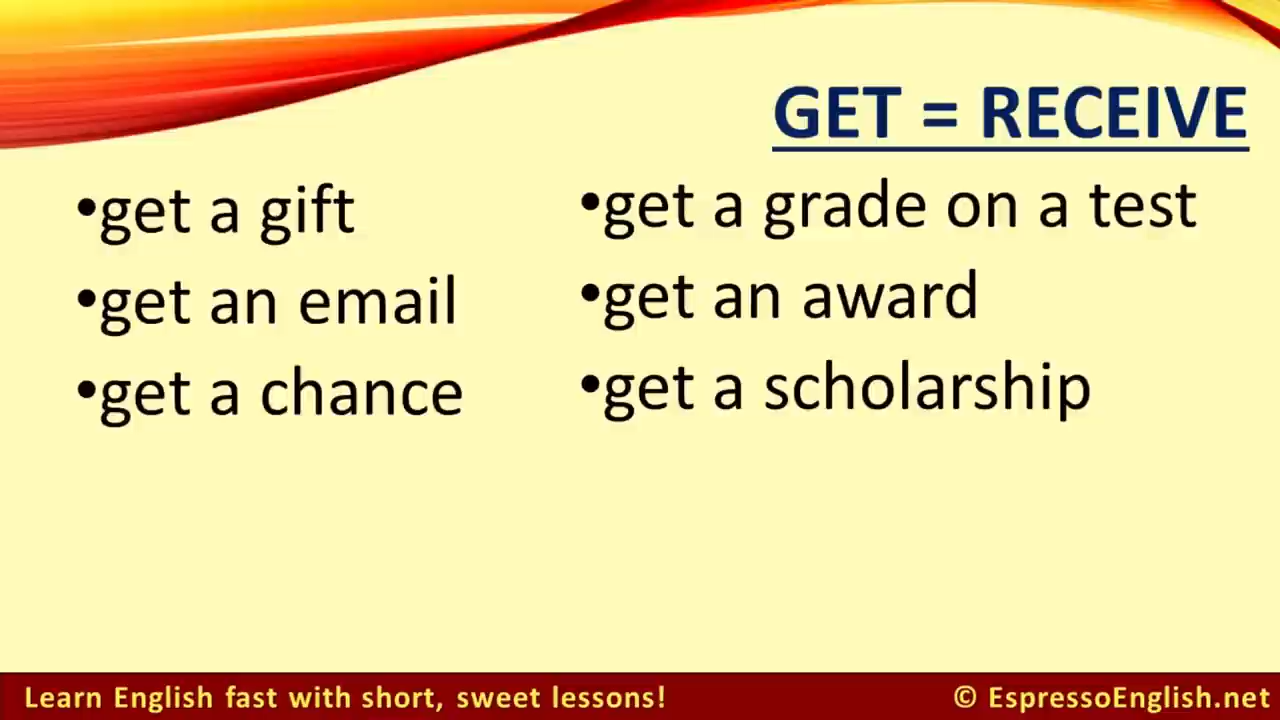 GET = RECEIVE
•get a gift
•get an email
•get a chance
•get a grade on a test
•get an award
•get a scholarship
Learn English fast with short, sweet lessons!
© EspressoEnglish.net